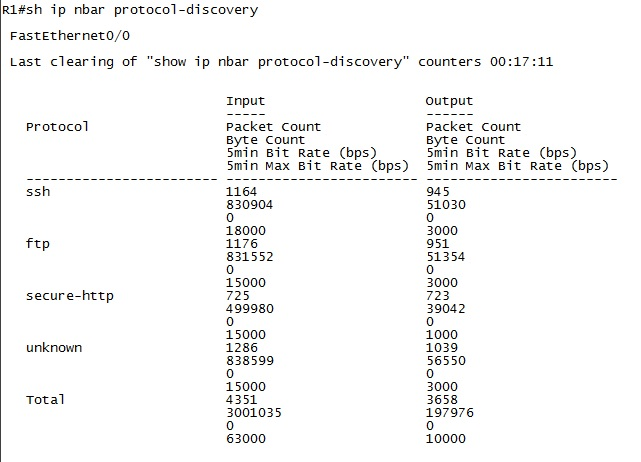 R1#sh ip nbar protocol-discovery
FastEthernet0/0
Last clearing of "show ip nbar protocol-discovery" counters 00:17:11
Input Output
----- ------
Protocol Packet Count Packet Count
Byte Count Byte Count
5min Bit Rate (bps) 5min Bit Rate (bps)
5min Max Bit Rate (bps) 5min Max Bit Rate (bps)
------------------------ ------------------------ ------------------------
ssh 1164 945
830904 51030
0 0
18000 3000
ftp 1176 951
831552 51354
0 0
15000 3000
secure-http 725 723
499980 39042
0 0
15000 1000
unknown 1286 1039
838599 56550
0 0
15000 3000
Total 4351 3658
3001035 197976
0 0
63000 10000